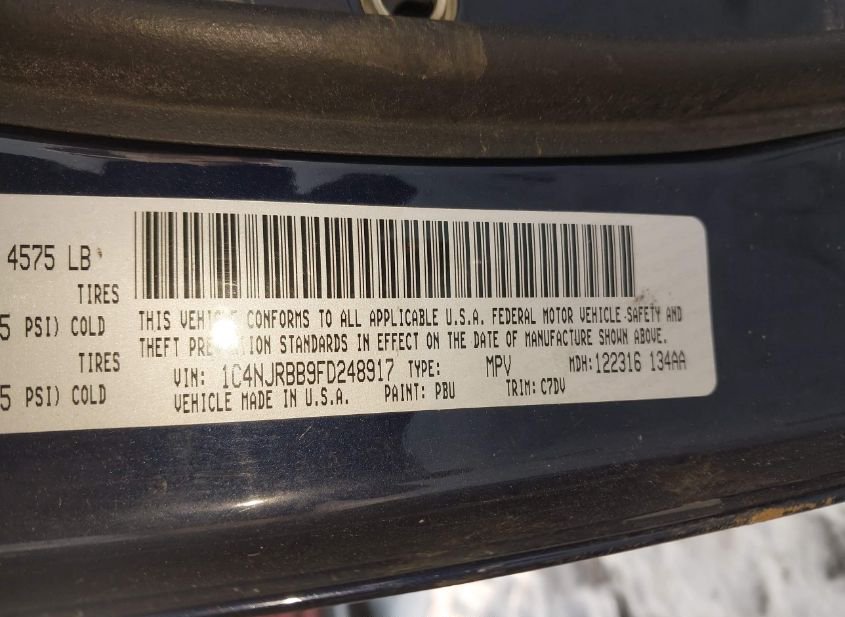 4575 LB
TIRES
5 PSI) COLD
TIRES
5 PSI) COLD
THIS VEHICLE CONFORMS TO ALL APPLICABLE U.S.A. FEDERAL MOTOR VEHICLE SAFETY AND
THEFT PREVENTION STANDARDS IN EFFECT ON THE DATE OF MANUFACTURE SHOWN ABOVE.
VIN: 1C4NJRBB9FD248917 TYPE: MPV MDH:122316 134AA
VEHICLE MADE IN U.S.A. PAINT: PBU TRIM: C7DV